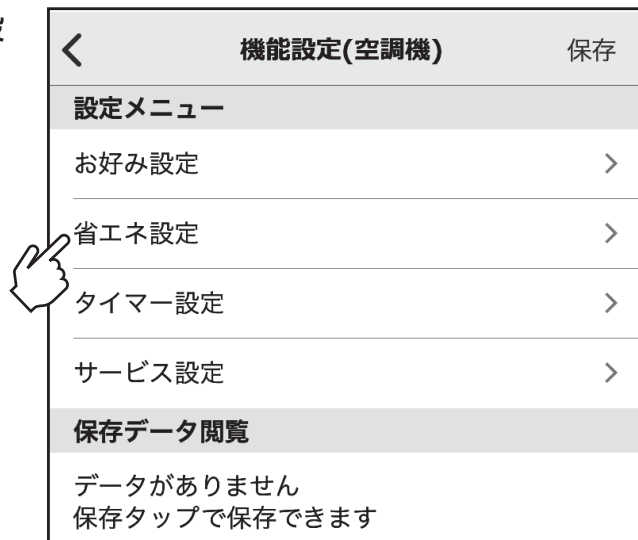 機能設定(空調機) 保存
設定メニュー
お好み設定
省エネ設定
タイマー設定
サービス設定
保存データ閲覧
データがありません
保存タップで保存できます